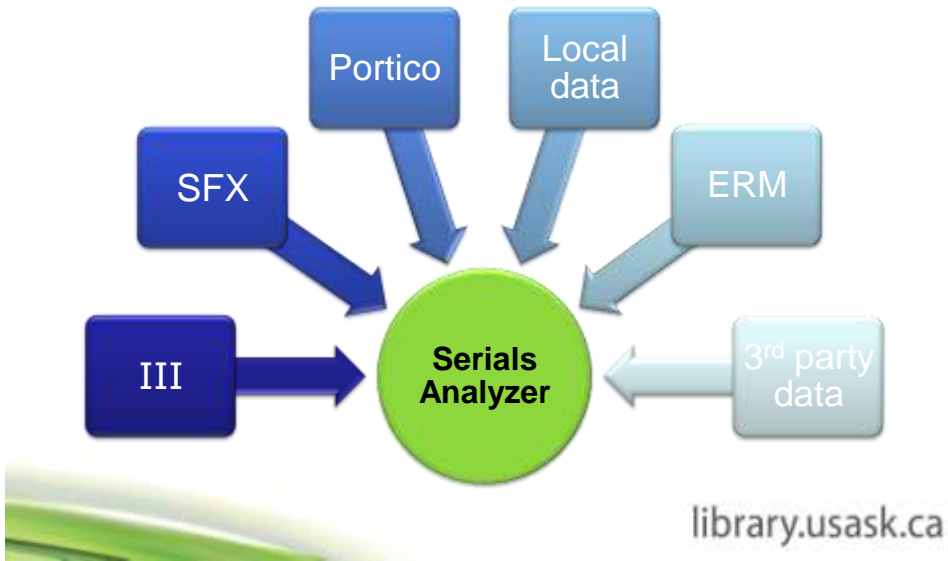 Portico
Local
data
SFX
ERM
III
Serials
Analyzer
3rd party
data
library.usask.ca